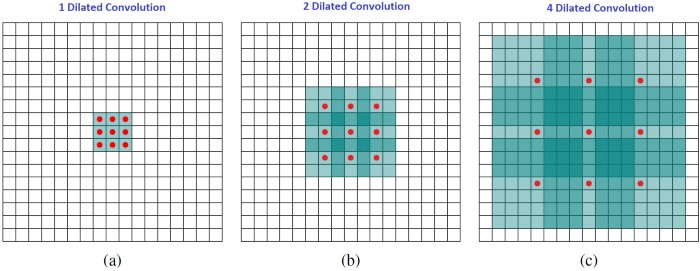 1 Dilated Convolution
2 Dilated Convolution
4 Dilated Convolution
(a)
(b)
(c)